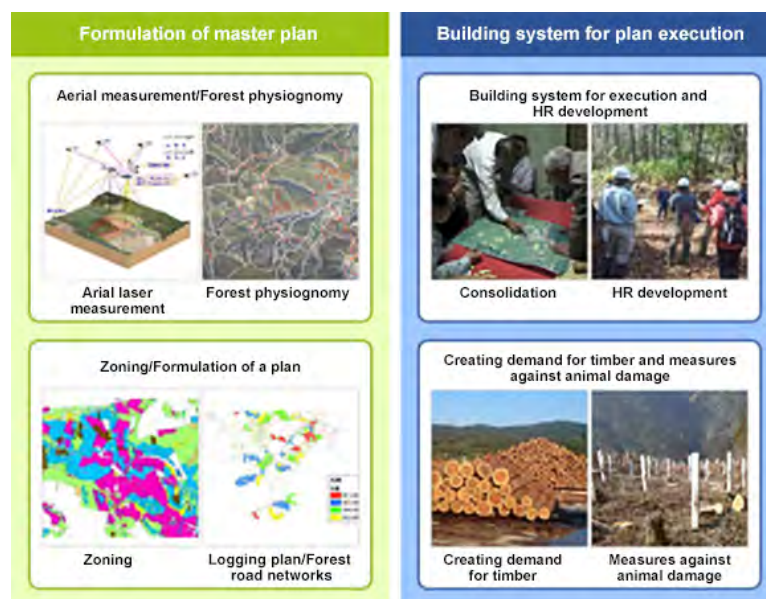 Formulation of master plan
Aerial measurement/Forest physiognomy
Arial laser
measurement
Forest physiognomy
Zoning/Formulation of a plan
Zoning
Logging plan/Forest
road networks
Building system for plan execution
Building system for execution and
HR development
Consolidation
HR development
Creating demand for timber and measures
against animal damage
Creating demand
for timber
Measures against
animal damage